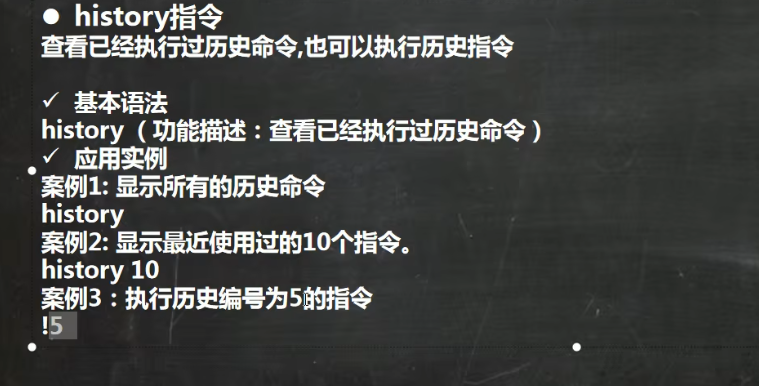 ● history指令
查看已经执行过历史命令,也可以执行历史指令
✓ 基本语法
history （功能描述：查看已经执行过历史命令）
✓ 应用实例
案例1: 显示所有的历史命令
history
案例2: 显示最近使用过的10个指令。
history 10
案例3：执行历史编号为5的指令
!5